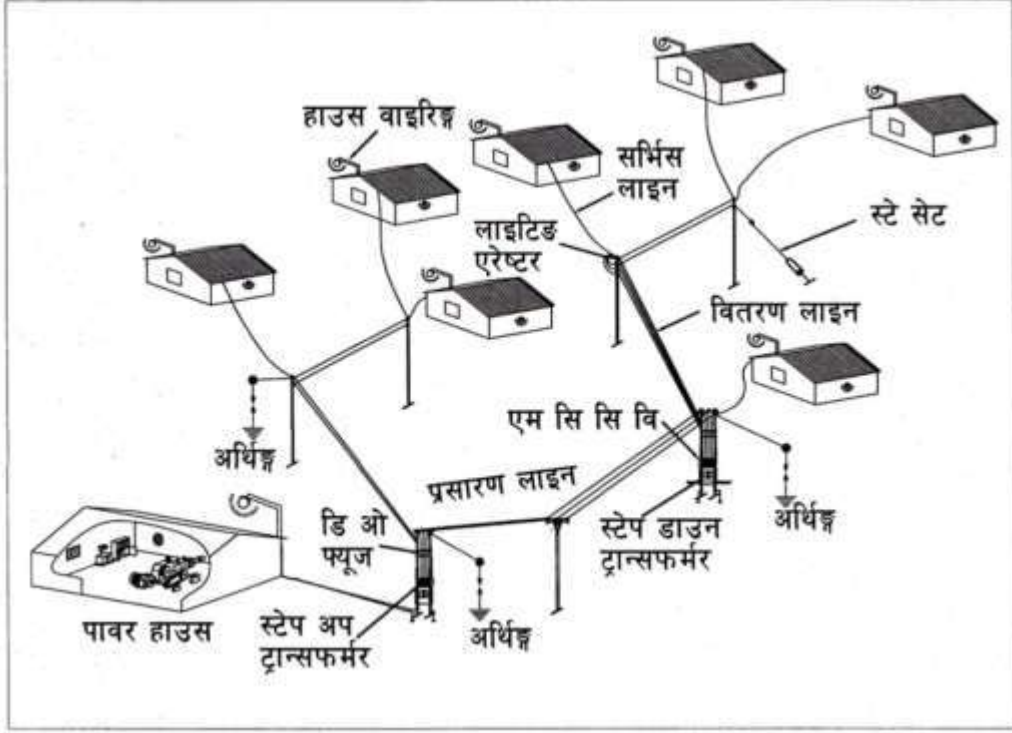 हाउस वाइरिङ्ग
सर्भिस
लाइन
लाइटिङ
एरेष्टर
स्टे सेट
वितरण लाइन
एम सि सि वि
अर्थिङ्ग
प्रसारण लाइन
डि ओ
फ्यूज
स्टेप डाउन
ट्रान्सफर्मर
अर्थिङ्ग
पावर हाउस
स्टेप अप
ट्रान्सफर्मर
अर्थिङ्ग